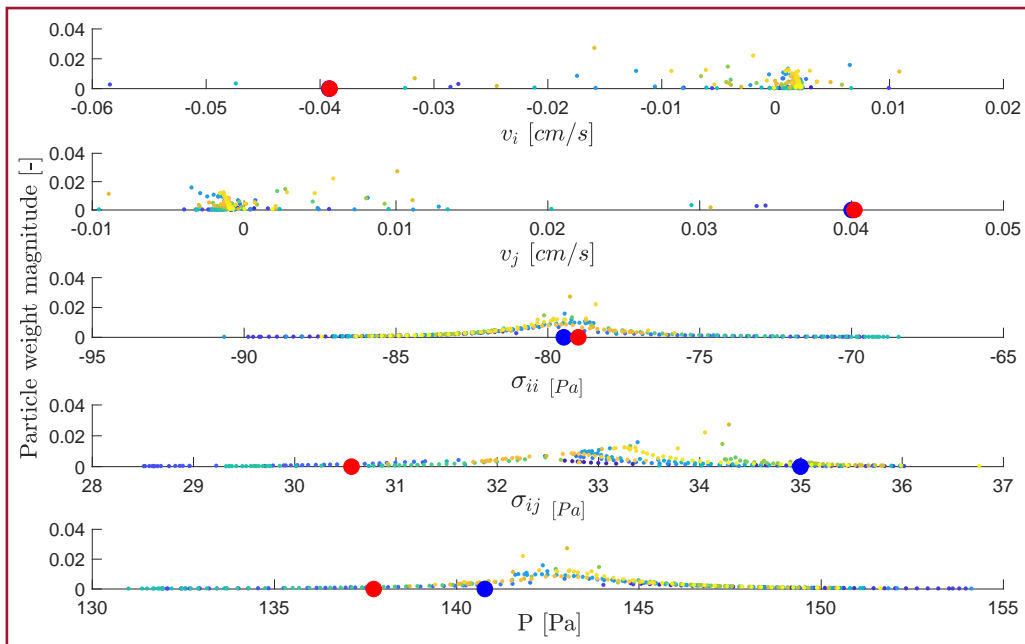 0.04
0.02
0
-0.06 -0.05 -0.04 -0.03 -0.02 -0.01 0 0.01 0.02
v_i [cm/s]
0.04
0.02
0
-0.01 0 0.01 0.02 0.03 0.04 0.05
v_j [cm/s]
Particle weight magnitude [-]
0.04
0.02
0
-95 -90 -85 -80 -75 -70 -65
σ_ii [Pa]
0.04
0.02
0
28 29 30 31 32 33 34 35 36 37
σ_ij [Pa]
0.04
0.02
0
130 135 140 145 150 155
P [Pa]